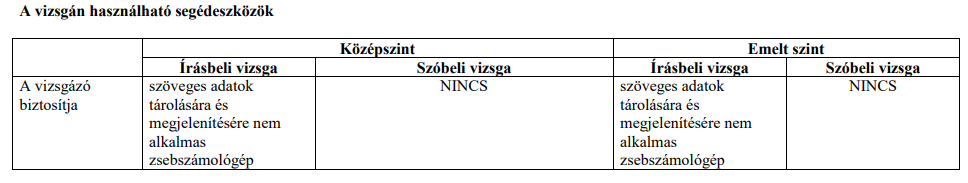 A vizsgán használható segédeszközök
Középszint Emelt szint
Írásbeli vizsga Szóbeli vizsga Írásbeli vizsga Szóbeli vizsga
A vizsgázó szöveges adatok NINCS szöveges adatok NINCS
biztosítja tárolására és tárolására és
megjelenítésére nem megjelenítésére nem
alkalmas alkalmas
zsebszámológép zsebszámológép